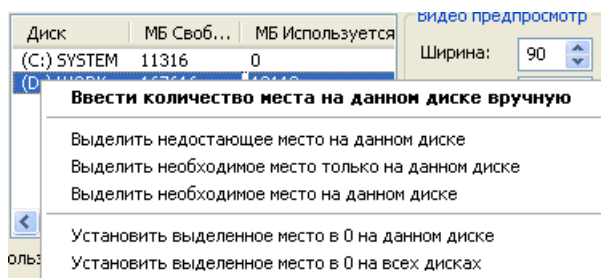 Видео предпросмотр
Диск МБ Своб... МБ Используется
Ширина: 90
(C:) SYSTEM 11316 0
Ввести количество места на данном диске вручную
Выделить недостающее место на данном диске
Выделить необходимое место только на данном диске
Выделить необходимое место на данном диске
Установить выделенное место в 0 на данном диске
Установить выделенное место в 0 на всех дисках